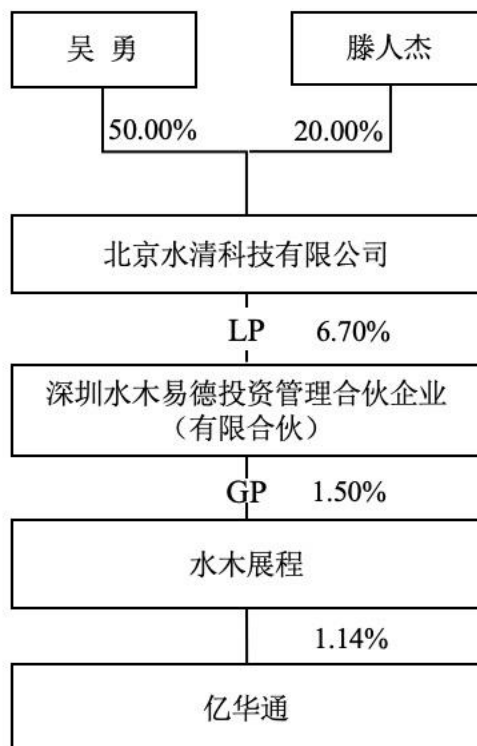 吴 勇
滕人杰
50.00%
20.00%
北京水清科技有限公司
LP 6.70%
深圳水木易德投资管理合伙企业
（有限合伙）
GP 1.50%
水木展程
1.14%
亿华通